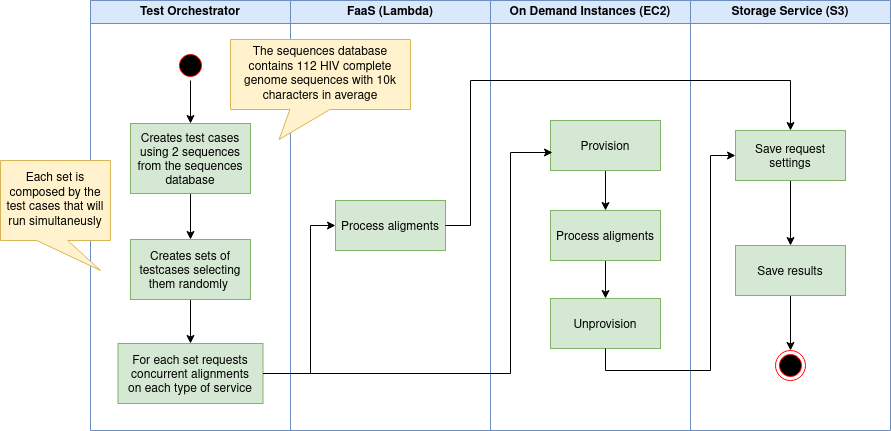 Test Orchestrator
FaaS (Lambda)
On Demand Instances (EC2)
Storage Service (S3)
The sequences database
contains 112 HIV complete
genome sequences with 10k
characters in average
Creates test cases
using 2 sequences
from the sequences
database
Each set is
composed by the
test cases that will
run simultaneusly
Creates sets of
testcases selecting
them randomly
For each set requests
concurrent alignments
on each type of service
Process aligments
Provision
Process aligments
Unprovision
Save request
settings
Save results